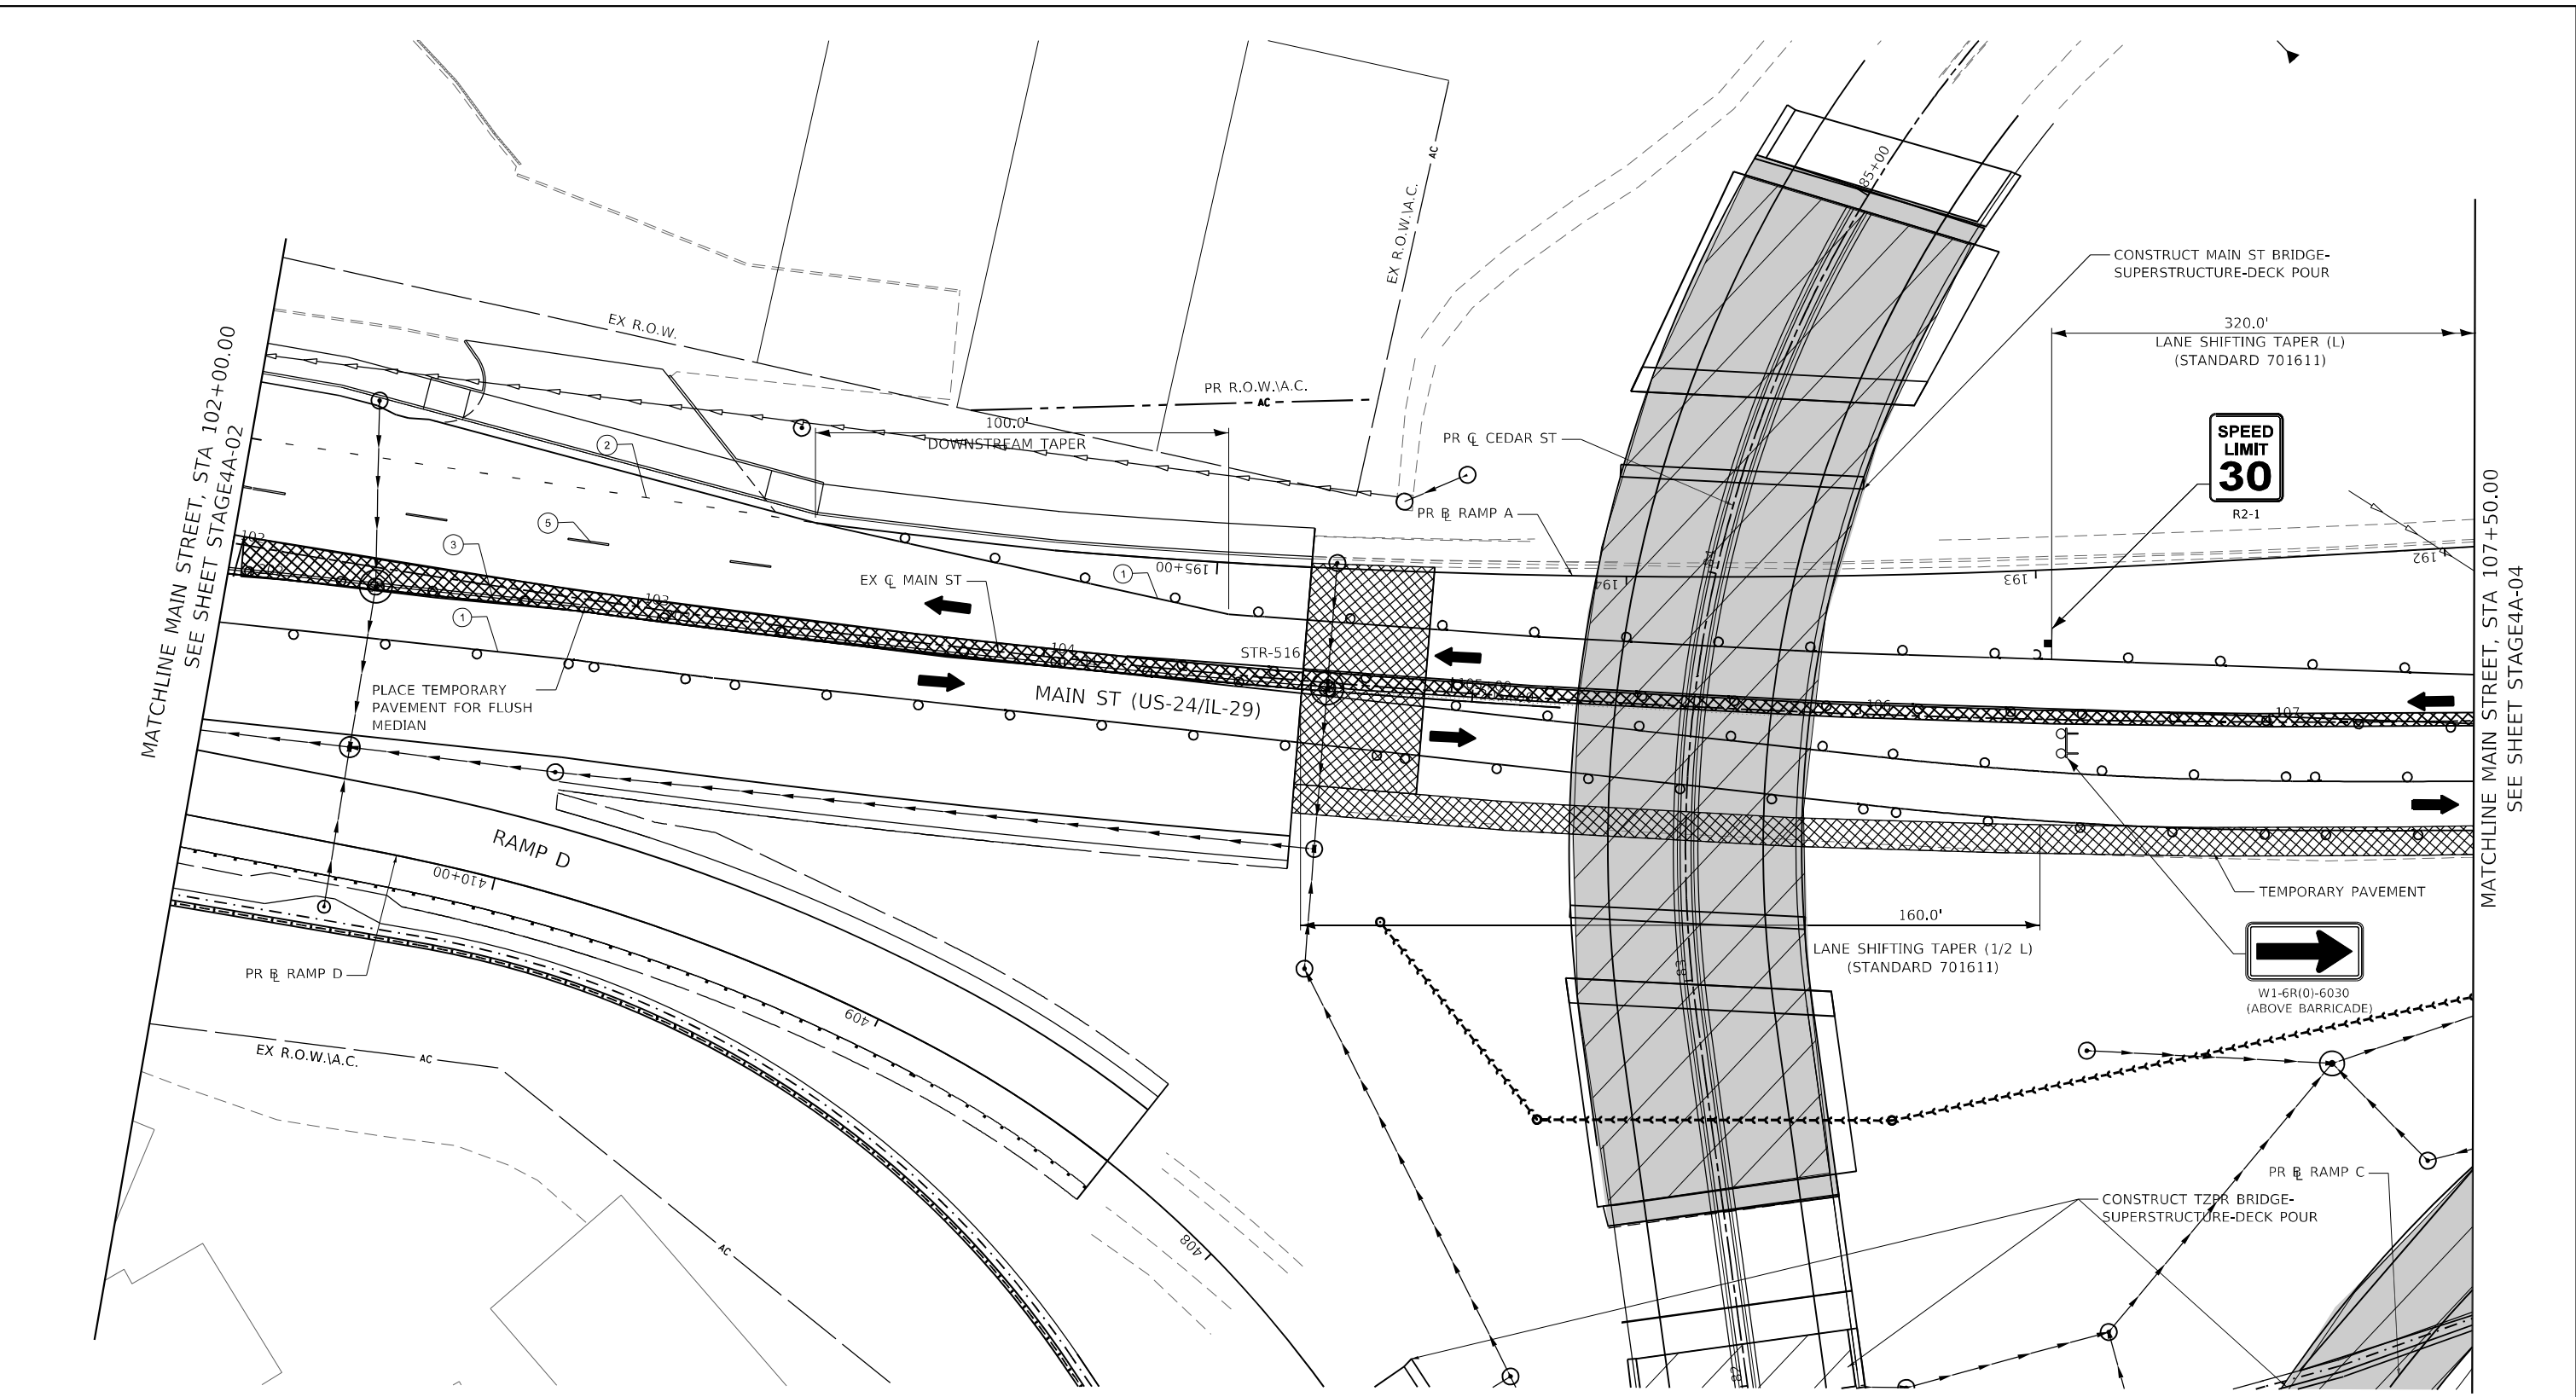 MATCHLINE MAIN STREET, STA 102+00.00
SEE SHEET STAGE4A-02
EX R.O.W.
EX R.O.W.\A.C.
AC
PR R.O.W.\A.C.
AC
100.0'
DOWNSTREAM TAPER
2
5
3
1
1
102
103
104
106
107
EX ℄ MAIN ST
195+00
194
193
192
STR-516
MAIN ST (US-24/IL-29)
PLACE TEMPORARY
PAVEMENT FOR FLUSH
MEDIAN
RAMP D
410+00
409
408
PR ⅊ RAMP D
EX R.O.W.\A.C.
AC
AC
85+00
83
PR ℄ CEDAR ST
PR ⅊ RAMP A
CONSTRUCT MAIN ST BRIDGE-
SUPERSTRUCTURE-DECK POUR
320.0'
LANE SHIFTING TAPER (L)
(STANDARD 701611)
SPEED
LIMIT
30
R2-1
MATCHLINE MAIN STREET, STA 107+50.00
SEE SHEET STAGE4A-04
TEMPORARY PAVEMENT
160.0'
LANE SHIFTING TAPER (1/2 L)
(STANDARD 701611)
W1-6R(0)-6030
(ABOVE BARRICADE)
PR ⅊ RAMP C
CONSTRUCT TZPR BRIDGE-
SUPERSTRUCTURE-DECK POUR